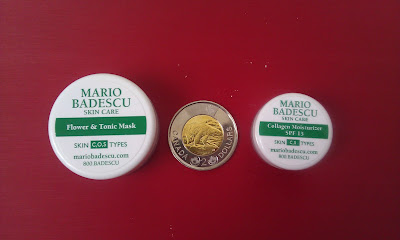 MARIO
BADESCU
SKIN CARE
Flower & Tonic Mask
SKIN C.O.S TYPES
mariobadescu.com
800 BADESCU
CANADA 2 DOLLARS
MARIO
BADESCU
SKIN CARE
Collagen Moisturizer
SPF 15
SKIN C.S TYPES
mariobadescu.com
800 BADESCU